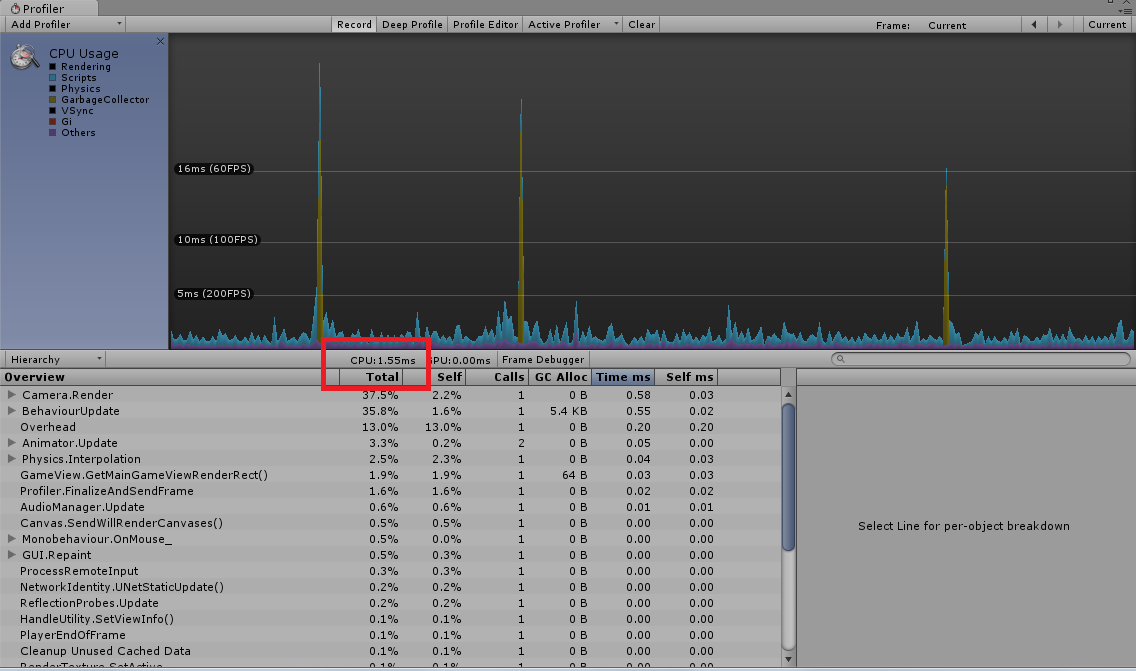 Profiler
Add Profiler Record Deep Profile Profile Editor Active Profiler Clear Frame: Current Current
CPU Usage
Rendering
Scripts
Physics
GarbageCollector
VSync
Gi
Others
16ms (60FPS)
10ms (100FPS)
5ms (200FPS)
Hierarchy CPU:1.55ms GPU:0.00ms Frame Debugger
Overview Total Self Calls GC Alloc Time ms Self ms
Camera.Render 37.5% 2.2% 1 0 B 0.58 0.03
BehaviourUpdate 35.8% 1.6% 1 5.4 KB 0.55 0.02
Overhead 13.0% 13.0% 1 0 B 0.20 0.20
Animator.Update 3.3% 0.2% 2 0 B 0.05 0.00
Physics.Interpolation 2.5% 2.3% 1 0 B 0.04 0.03
GameView.GetMainGameViewRenderRect() 1.9% 1.9% 1 64 B 0.03 0.03
Profiler.FinalizeAndSendFrame 1.6% 1.6% 1 0 B 0.02 0.02
AudioManager.Update 0.6% 0.6% 1 0 B 0.01 0.01
Canvas.SendWillRenderCanvases() 0.5% 0.5% 1 0 B 0.00 0.00
Monobehaviour.OnMouse_ 0.5% 0.0% 1 0 B 0.00 0.00
GUI.Repaint 0.5% 0.3% 1 0 B 0.00 0.00
ProcessRemoteInput 0.3% 0.3% 1 0 B 0.00 0.00
NetworkIdentity.UNetStaticUpdate() 0.2% 0.2% 1 0 B 0.00 0.00
ReflectionProbes.Update 0.2% 0.2% 1 0 B 0.00 0.00
HandleUtility.SetViewInfo() 0.1% 0.1% 1 0 B 0.00 0.00
PlayerEndOfFrame 0.1% 0.1% 1 0 B 0.00 0.00
Cleanup Unused Cached Data 0.1% 0.1% 1 0 B 0.00 0.00
RenderTexture.SetActive 0.1% 0.1% 1 0 B 0.00 0.00
Select Line for per-object breakdown